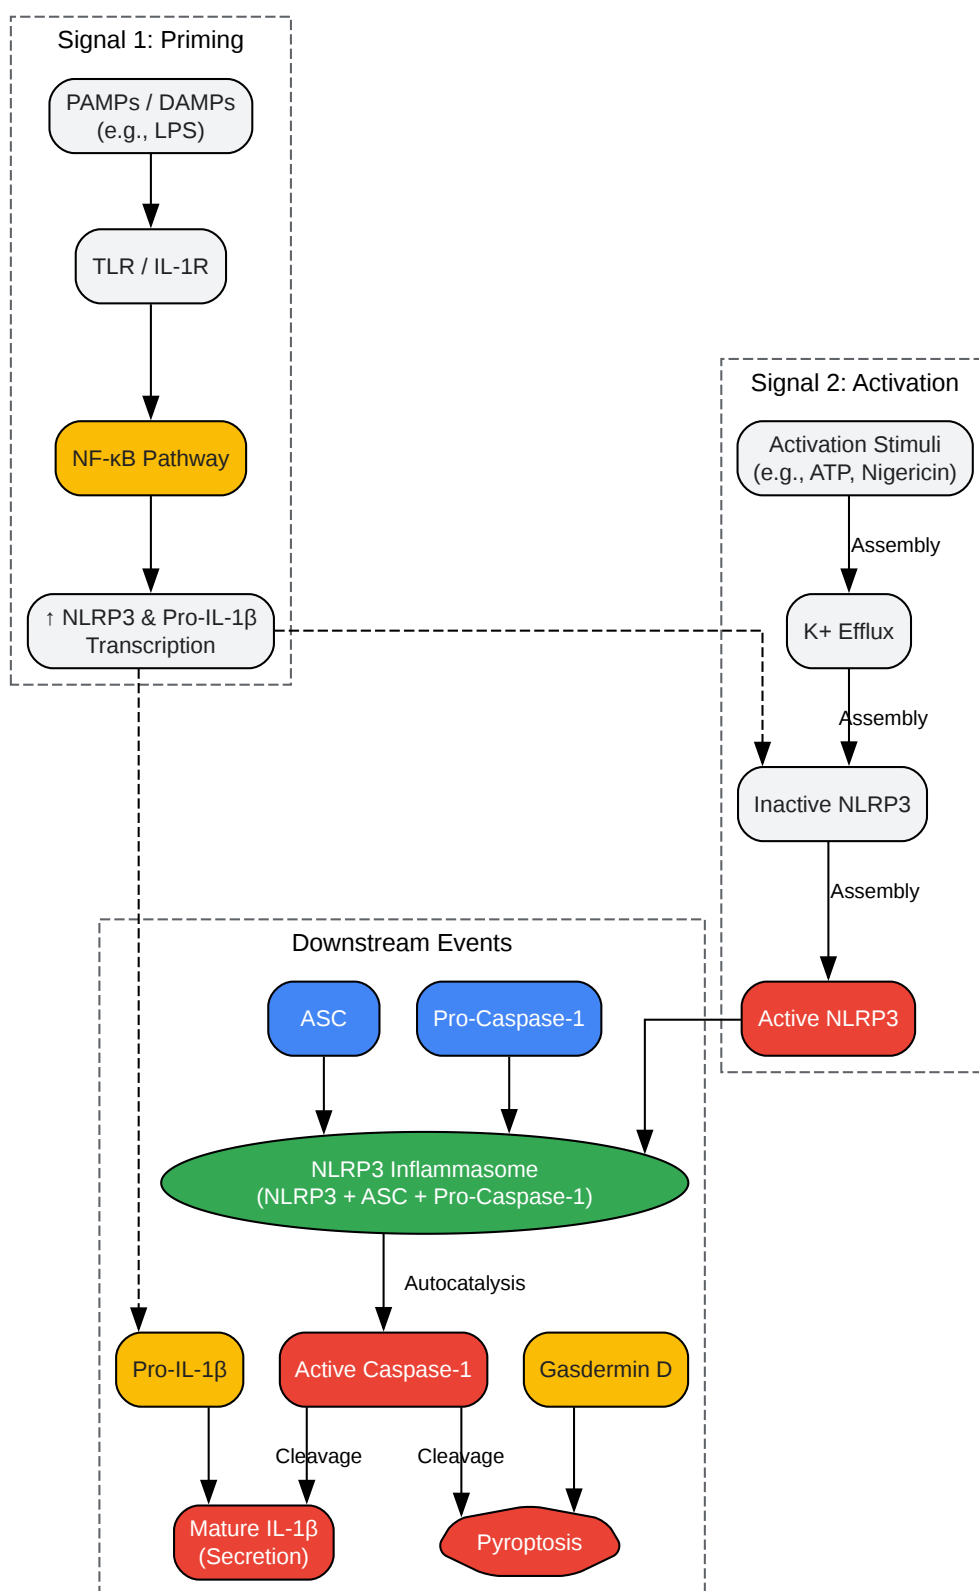 Signal 1: Priming
PAMPs / DAMPs
(e.g., LPS)
TLR / IL-1R
NF-κB Pathway
↑ NLRP3 & Pro-IL-1β
Transcription
Signal 2: Activation
Activation Stimuli
(e.g., ATP, Nigericin)
Assembly
K+ Efflux
Assembly
Inactive NLRP3
Assembly
Active NLRP3
Downstream Events
ASC
Pro-Caspase-1
NLRP3 Inflammasome
(NLRP3 + ASC + Pro-Caspase-1)
Autocatalysis
Pro-IL-1β
Active Caspase-1
Gasdermin D
Cleavage
Cleavage
Mature IL-1β
(Secretion)
Pyroptosis